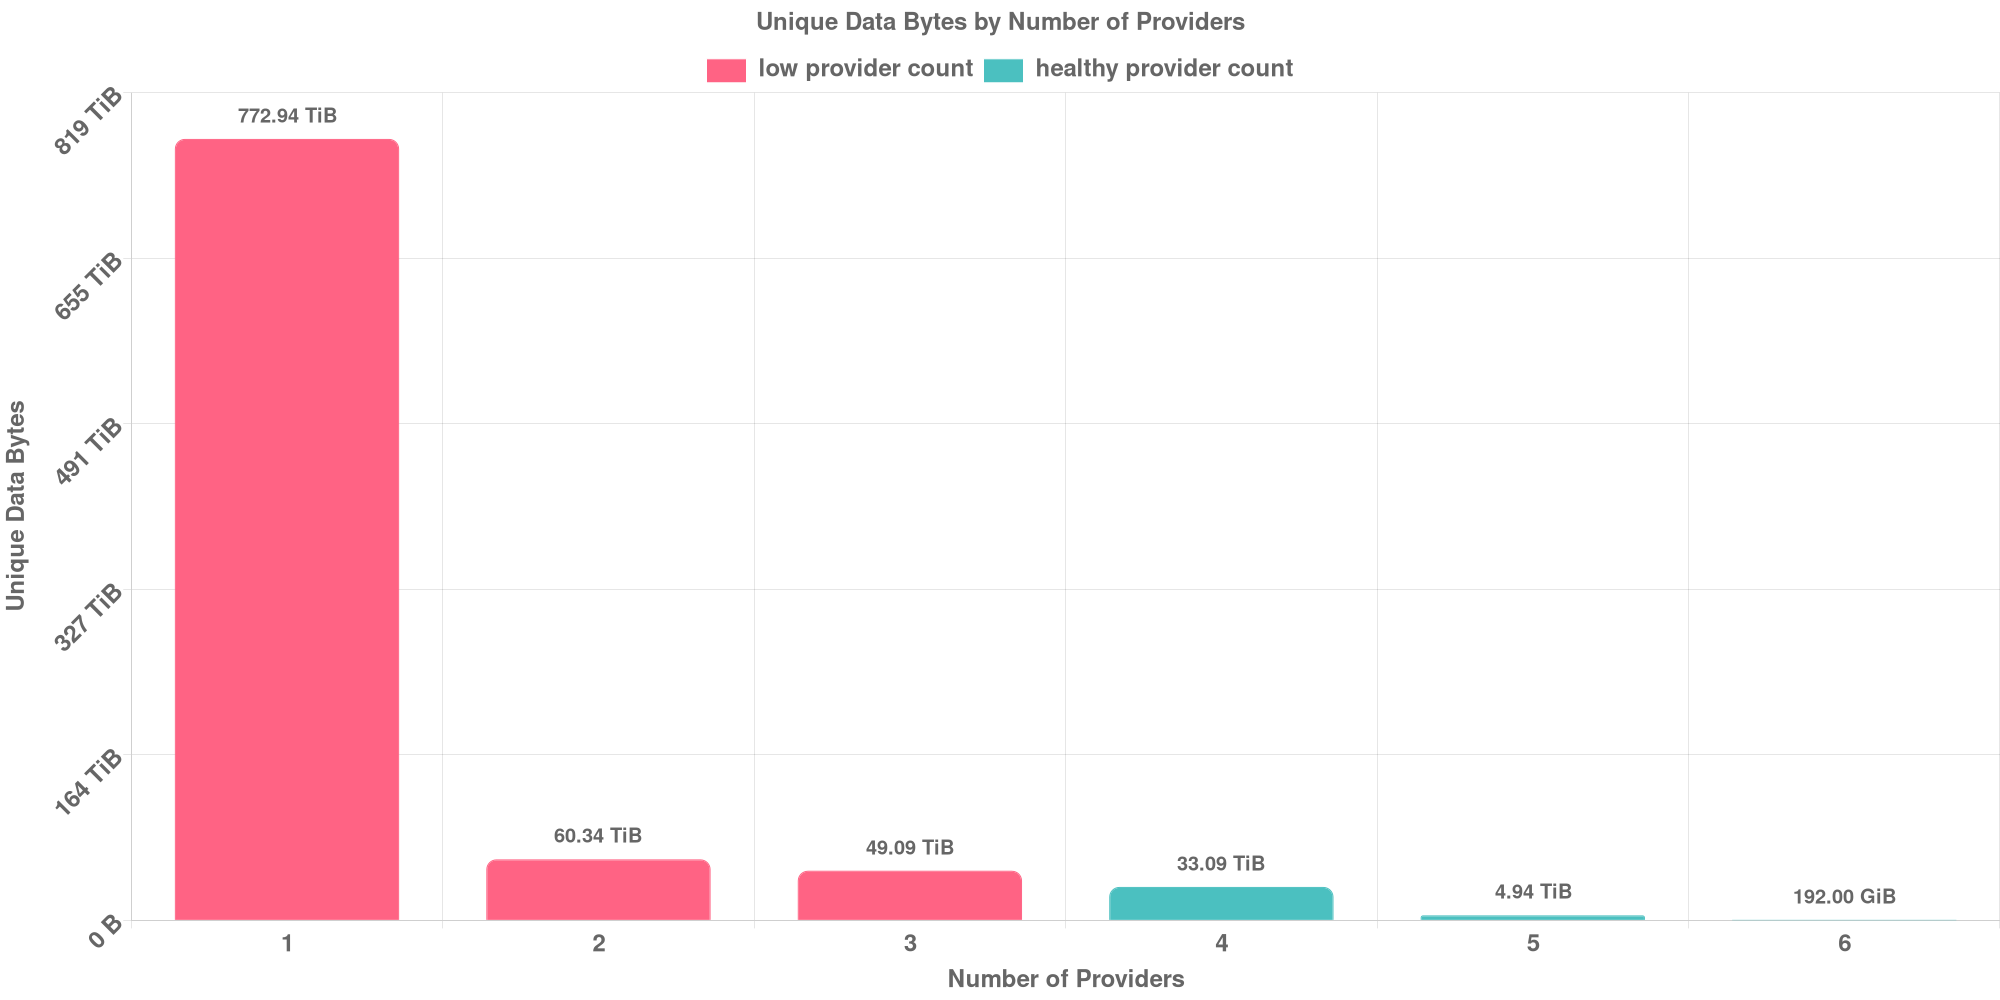 Unique Data Bytes by Number of Providers
low provider count healthy provider count
819 TiB
655 TiB
491 TiB
327 TiB
164 TiB
0 B
Unique Data Bytes
772.94 TiB
60.34 TiB
49.09 TiB
33.09 TiB
4.94 TiB
192.00 GiB
1 2 3 4 5 6
Number of Providers